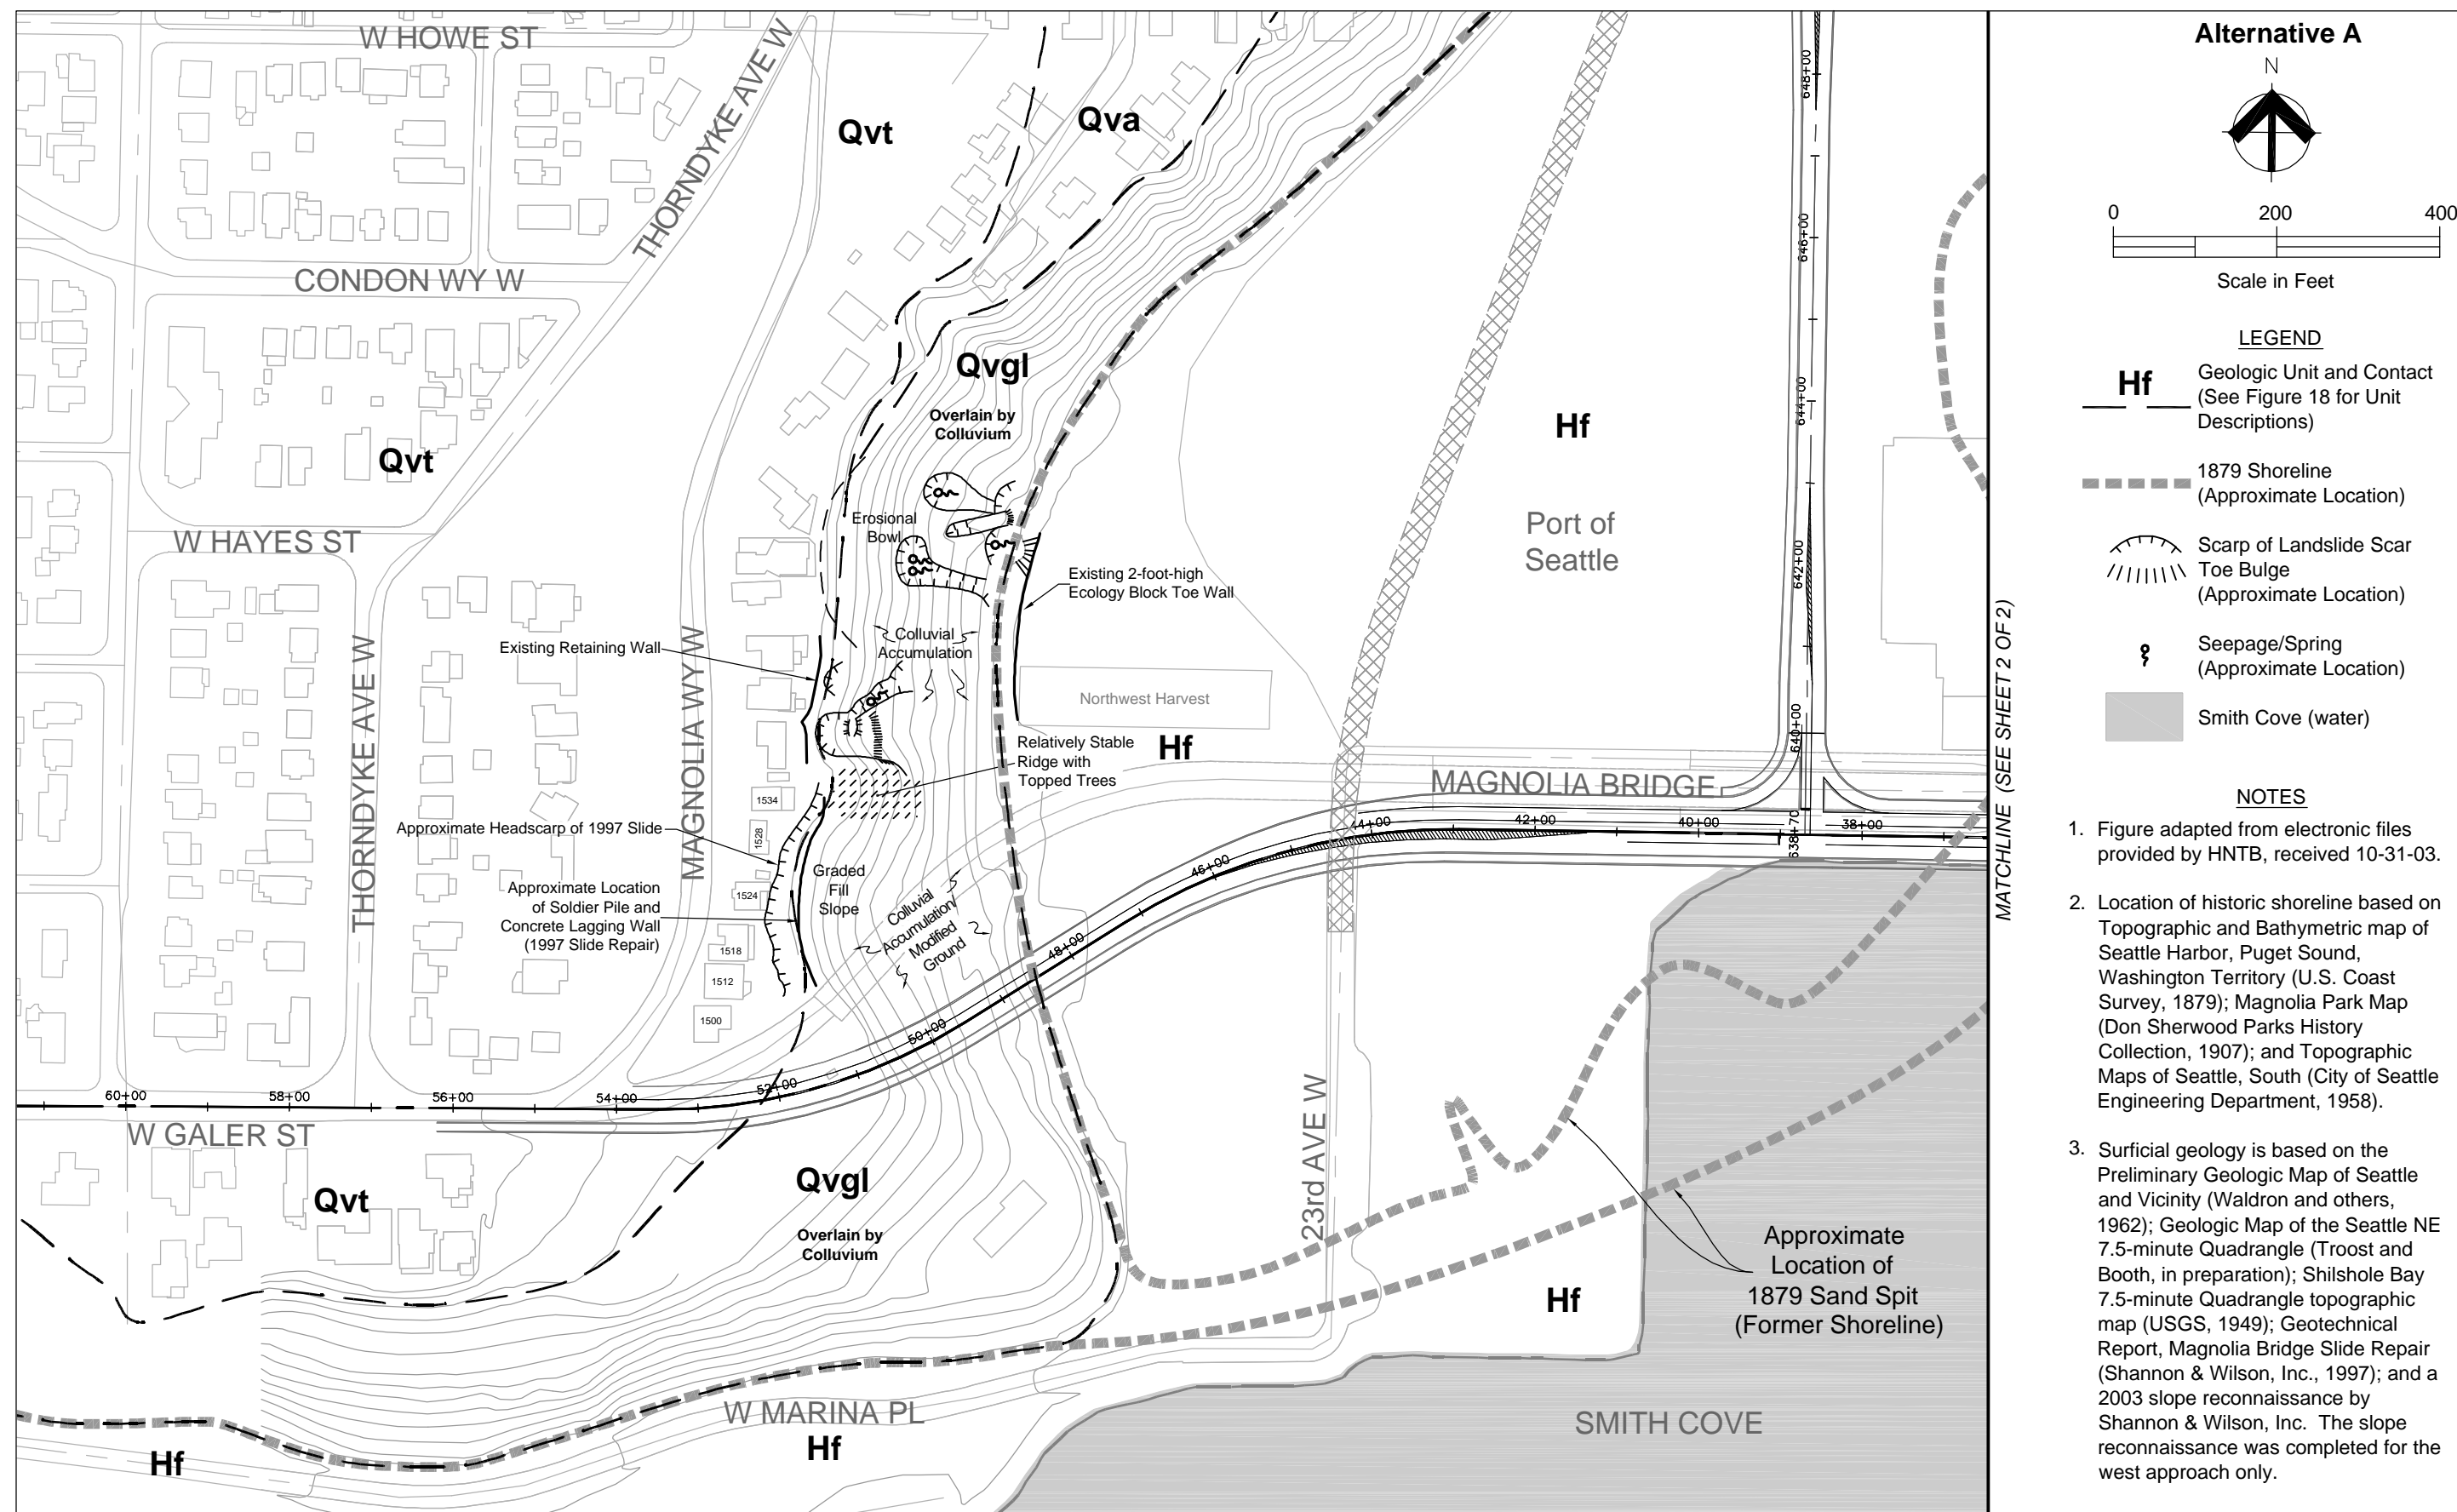 W HOWE ST
THORNDYKE AVE W
Qvt
Qva
CONDON WY W
Qvgl
Overlain by
Colluvium
Qvt
Hf
Port of
Seattle
W HAYES ST
Erosional
Bowl
Existing 2-foot-high
Ecology Block Toe Wall
Colluvial
Accumulation
Existing Retaining Wall
THORNDYKE AVE W
MAGNOLIA WY W
Northwest Harvest
Relatively Stable
Ridge with
Topped Trees
Hf
MAGNOLIA BRIDGE
1534
1528
1524
1518
1512
1500
Approximate Headscarp of 1997 Slide
Approximate Location
of Soldier Pile and
Concrete Lagging Wall
(1997 Slide Repair)
Graded
Fill
Slope
Colluvial
Accumulation/
Modified
Ground
648+00
646+00
644+00
642+00
640+00
638+70
38+00
40+00
42+00
44+00
46+00
48+00
50+00
52+00
54+00
56+00
58+00
60+00
W GALER ST
Qvt
Qvgl
Overlain by
Colluvium
23rd AVE W
Hf
Approximate
Location of
1879 Sand Spit
(Former Shoreline)
W MARINA PL
Hf
Hf
SMITH COVE
MATCHLINE (SEE SHEET 2 OF 2)
Alternative A
N
0 200 400
Scale in Feet
LEGEND
Hf
Geologic Unit and Contact
(See Figure 18 for Unit
Descriptions)
1879 Shoreline
(Approximate Location)
Scarp of Landslide Scar
Toe Bulge
(Approximate Location)
Seepage/Spring
(Approximate Location)
Smith Cove (water)
NOTES
1. Figure adapted from electronic files
provided by HNTB, received 10-31-03.
2. Location of historic shoreline based on
Topographic and Bathymetric map of
Seattle Harbor, Puget Sound,
Washington Territory (U.S. Coast
Survey, 1879); Magnolia Park Map
(Don Sherwood Parks History
Collection, 1907); and Topographic
Maps of Seattle, South (City of Seattle
Engineering Department, 1958).
3. Surficial geology is based on the
Preliminary Geologic Map of Seattle
and Vicinity (Waldron and others,
1962); Geologic Map of the Seattle NE
7.5-minute Quadrangle (Troost and
Booth, in preparation); Shilshole Bay
7.5-minute Quadrangle topographic
map (USGS, 1949); Geotechnical
Report, Magnolia Bridge Slide Repair
(Shannon & Wilson, Inc., 1997); and a
2003 slope reconnaissance by
Shannon & Wilson, Inc. The slope
reconnaissance was completed for the
west approach only.